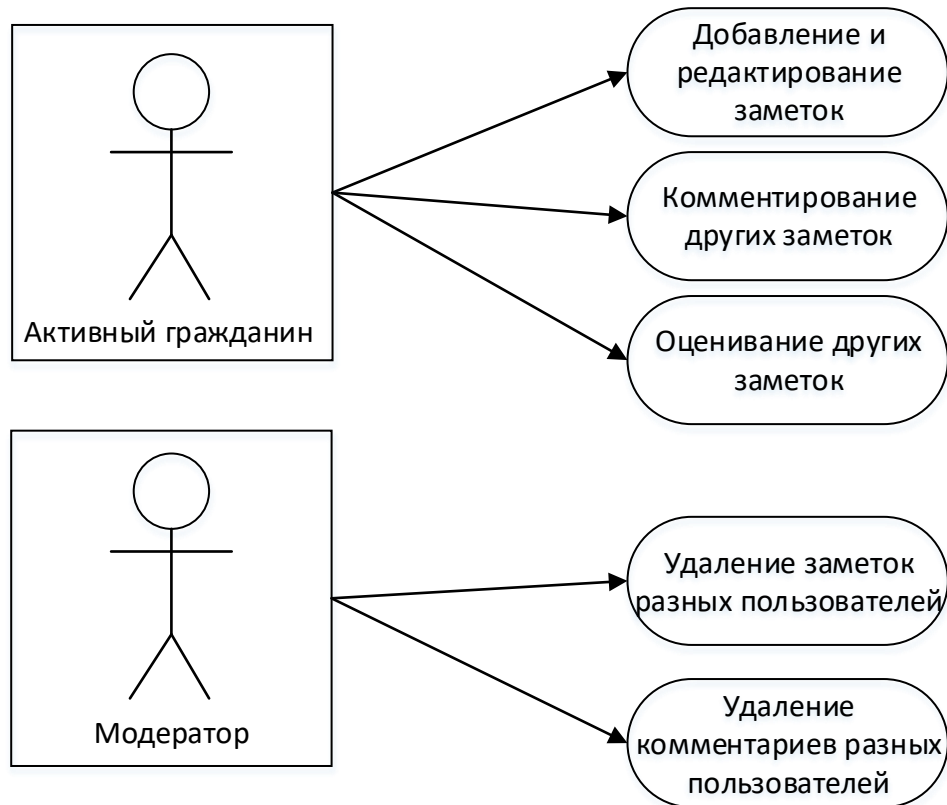 Добавление и
редактирование
заметок
Комментирование
других заметок
Оценивание других
заметок
Активный гражданин
Удаление заметок
разных пользователей
Удаление
комментариев разных
пользователей
Модератор